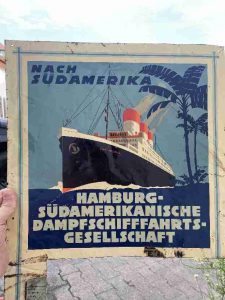 NACH
SÜDAMERIKA
HAMBURG-
SÜDAMERIKANISCHE
DAMPFSCHIFFFAHRTS-
GESELLSCHAFT